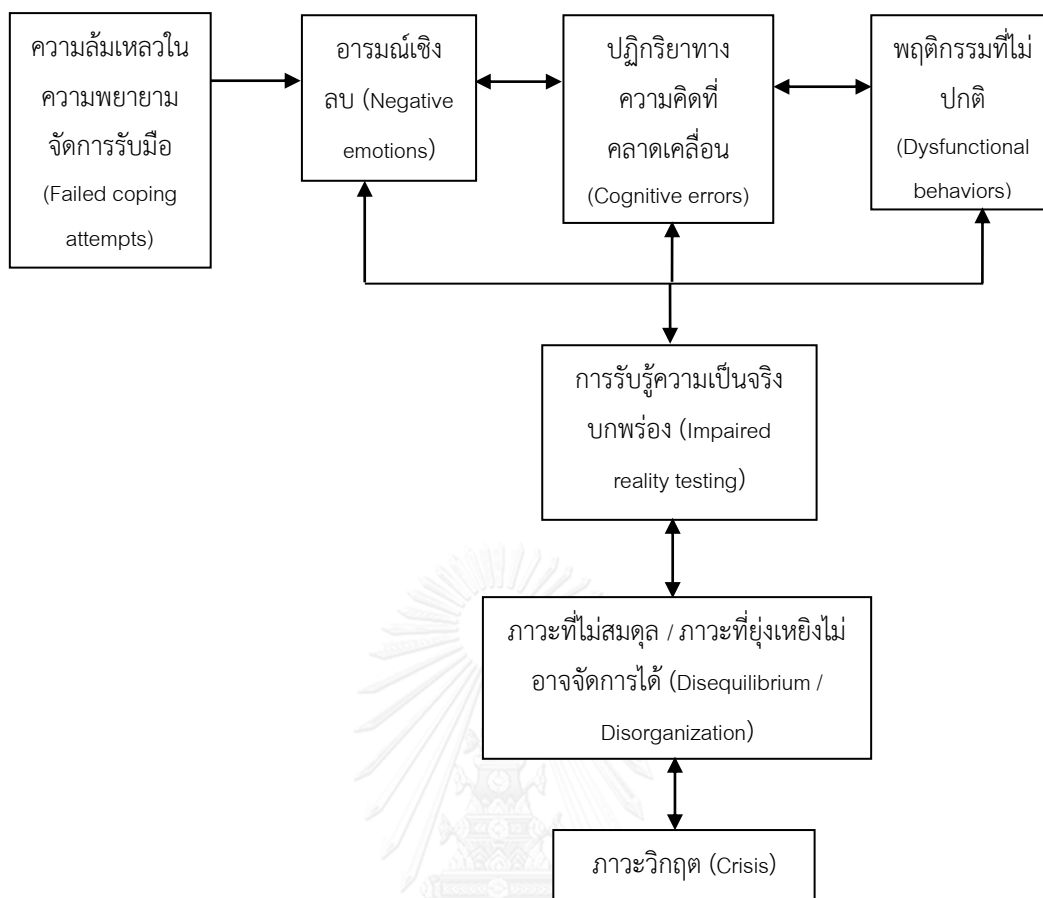 ความล้มเหลวใน
ความพยายาม
จัดการรับมือ
(Failed coping
attempts)
อารมณ์เชิง
ลบ (Negative
emotions)
ปฏิกริยาทาง
ความคิดที่
คลาดเคลื่อน
(Cognitive errors)
พฤติกรรมที่ไม่
ปกติ
(Dysfunctional
behaviors)
การรับรู้ความเป็นจริง
บกพร่อง (Impaired
reality testing)
ภาวะที่ไม่สมดุล / ภาวะที่ยุ่งเหยิงไม่
อาจจัดการได้ (Disequilibrium /
Disorganization)
ภาวะวิกฤต (Crisis)